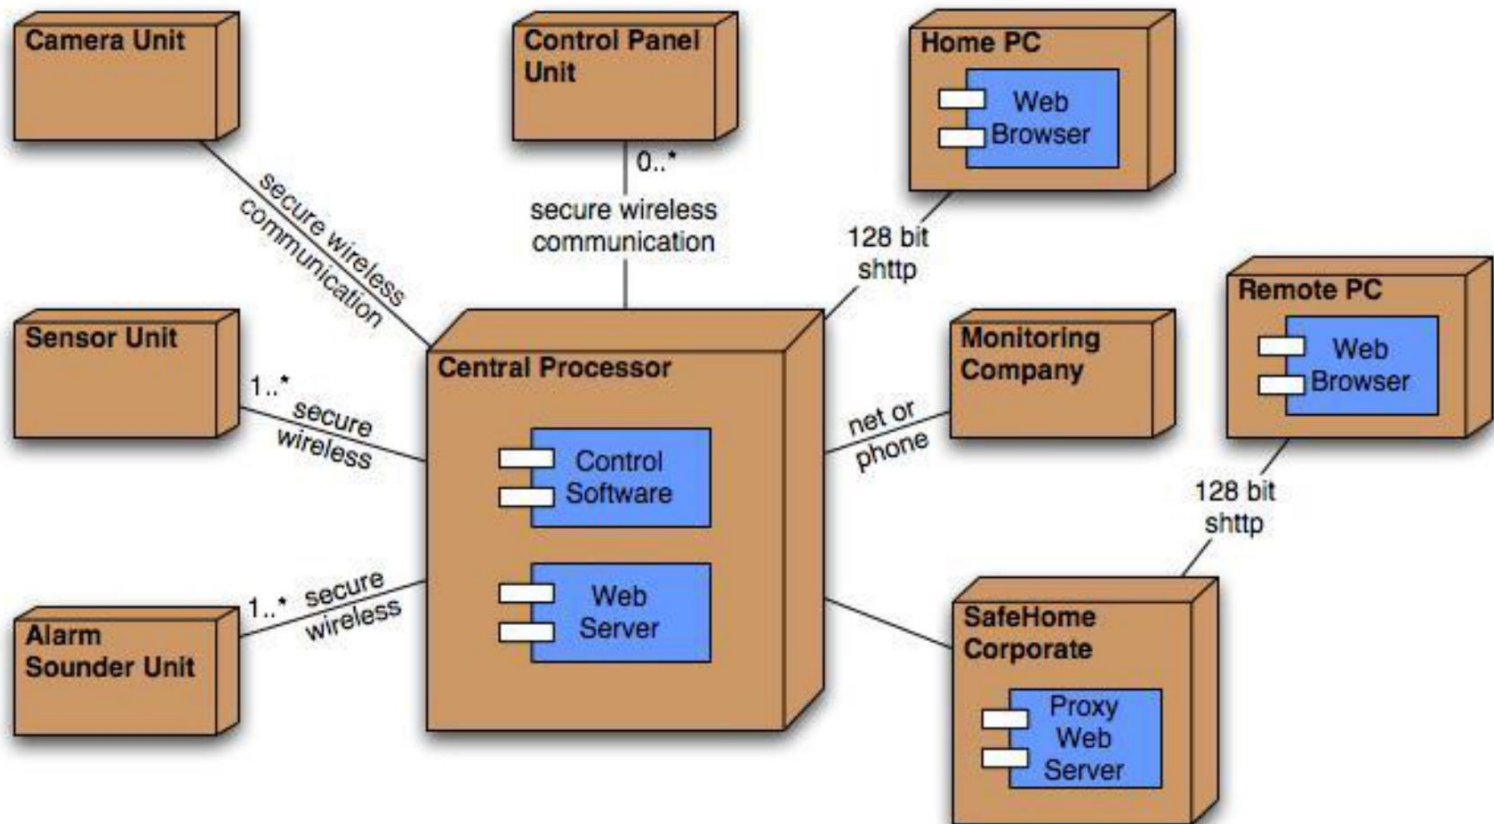 Camera Unit
Control Panel
Unit
Home PC
Web
Browser
secure wireless
communication
0..*
secure wireless
communication
128 bit
shttp
Sensor Unit
1..*
secure
wireless
Central Processor
Control
Software
Web
Server
Monitoring
Company
net or
phone
Remote PC
Web
Browser
128 bit
shttp
Alarm
Sounder Unit
1..*
secure
wireless
SafeHome
Corporate
Proxy
Web
Server